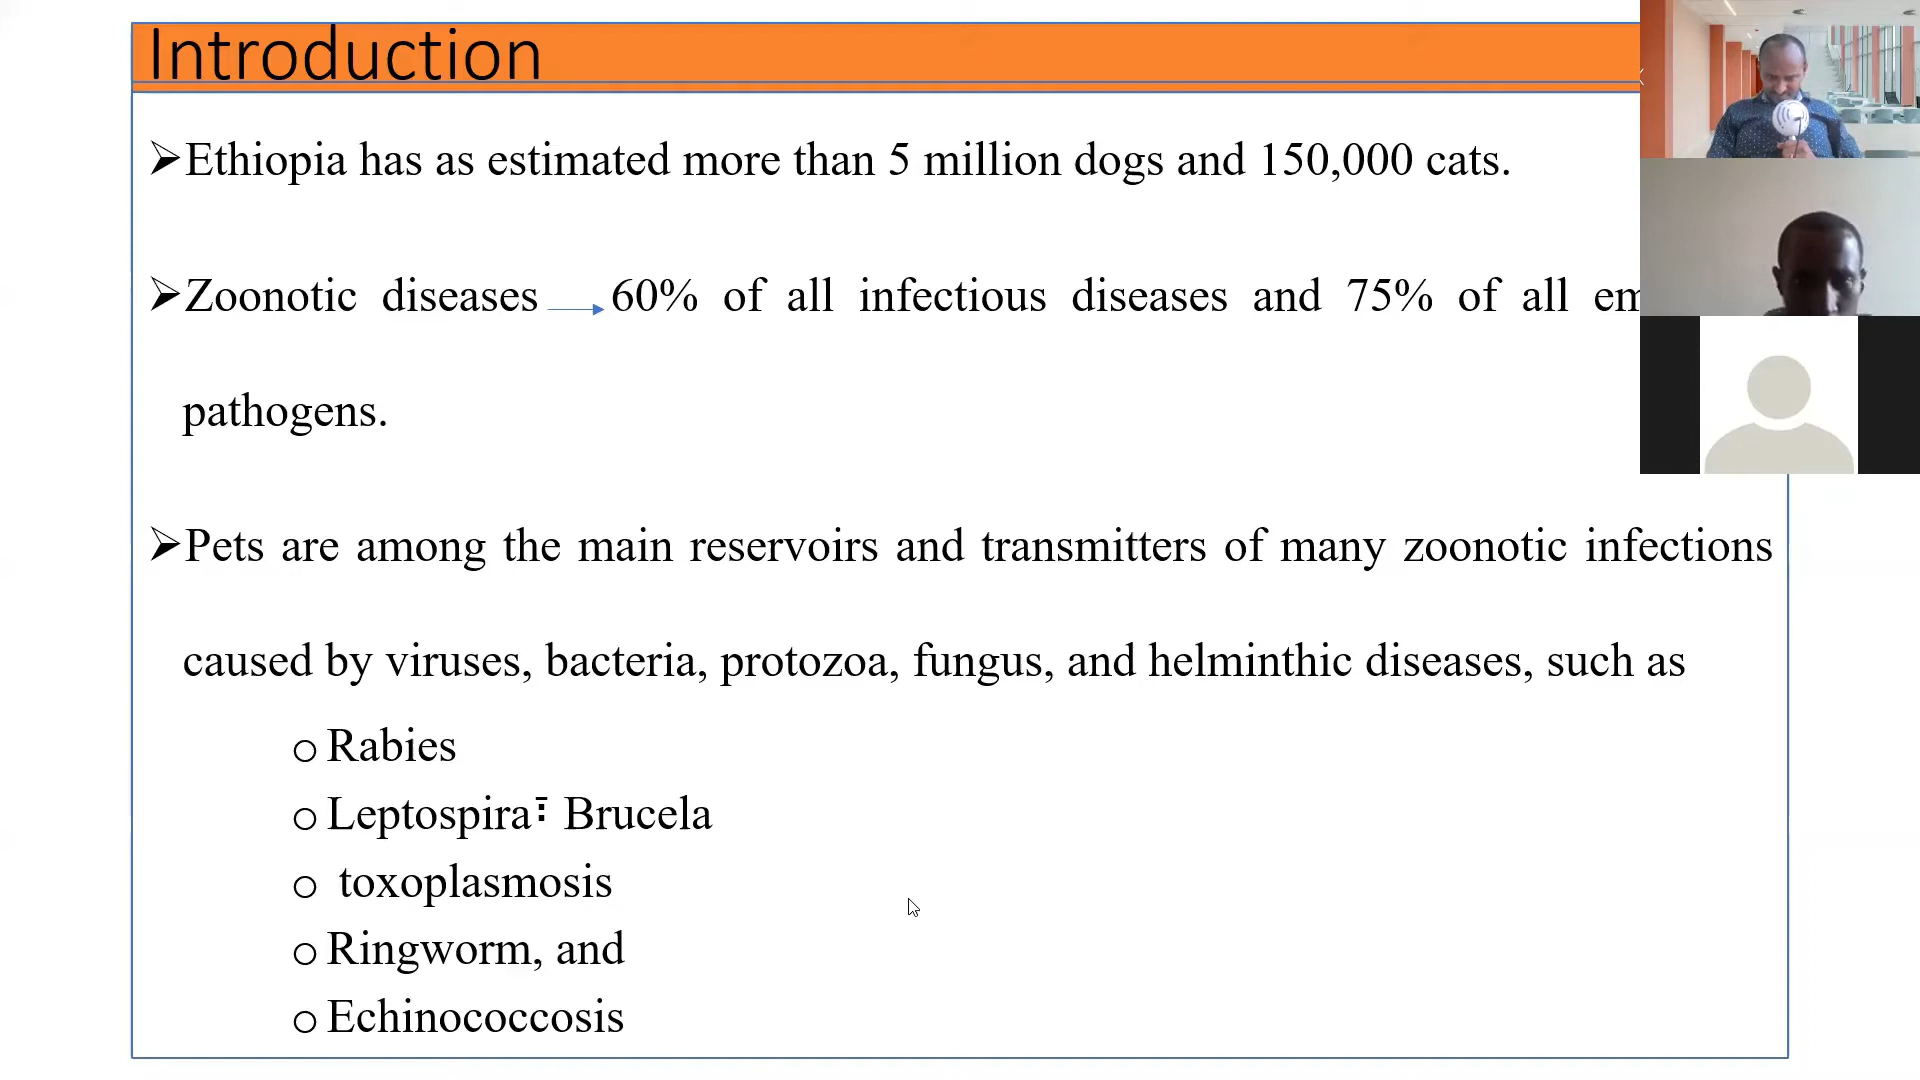 Introduction
➢Ethiopia has as estimated more than 5 million dogs and 150,000 cats.
➢Zoonotic diseases → 60% of all infectious diseases and 75% of all
pathogens.
➢Pets are among the main reservoirs and transmitters of many zoonotic infections
caused by viruses, bacteria, protozoa, fungus, and helminthic diseases, such as
o Rabies
o Leptospira፤ Brucela
o toxoplasmosis
o Ringworm, and
o Echinococcosis